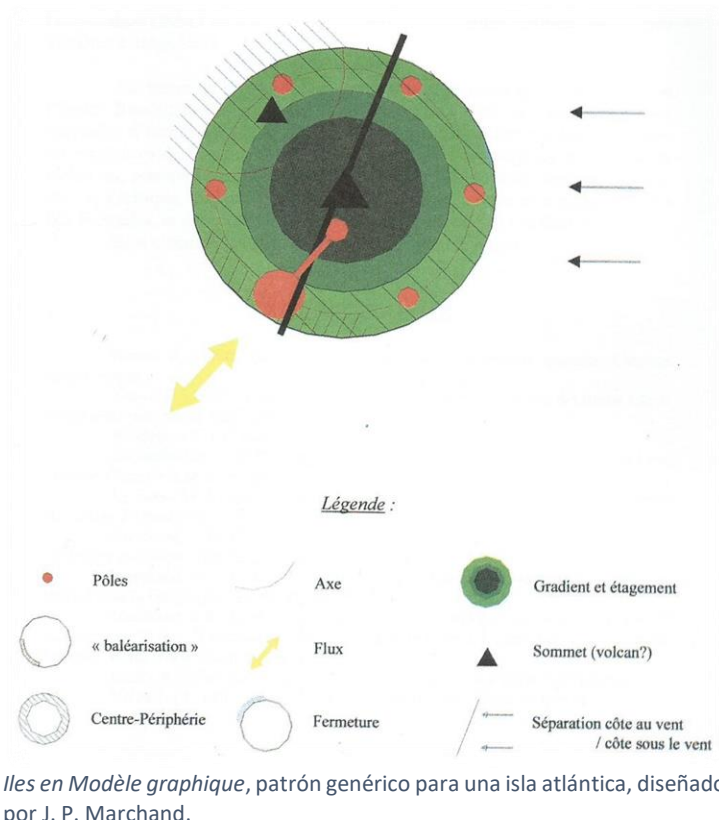 Légende :
Pôles
Axe
Gradient et étagement
« baléarisation »
Flux
Sommet (volcan?)
Centre-Périphérie
Fermeture
Séparation côte au vent
/ côte sous le vent
Iles en Modèle graphique, patrón genérico para una isla atlántica, diseñado
por J. P. Marchand.